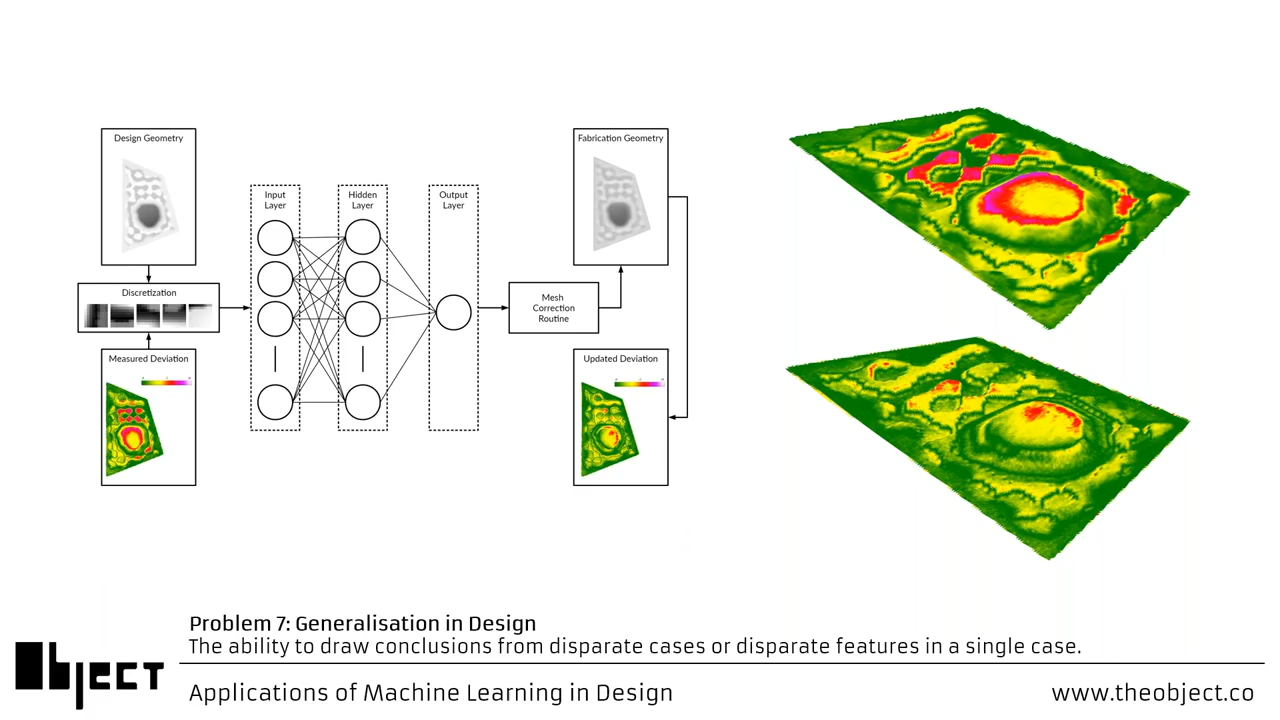 Design Geometry
Discretization
Measured Deviation
Input
Layer
Hidden
Layer
Output
Layer
Mesh
Correction
Routine
Fabrication Geometry
Updated Deviation
Problem 7: Generalisation in Design
The ability to draw conclusions from disparate cases or disparate features in a single case.
Object
Applications of Machine Learning in Design
www.theobject.co